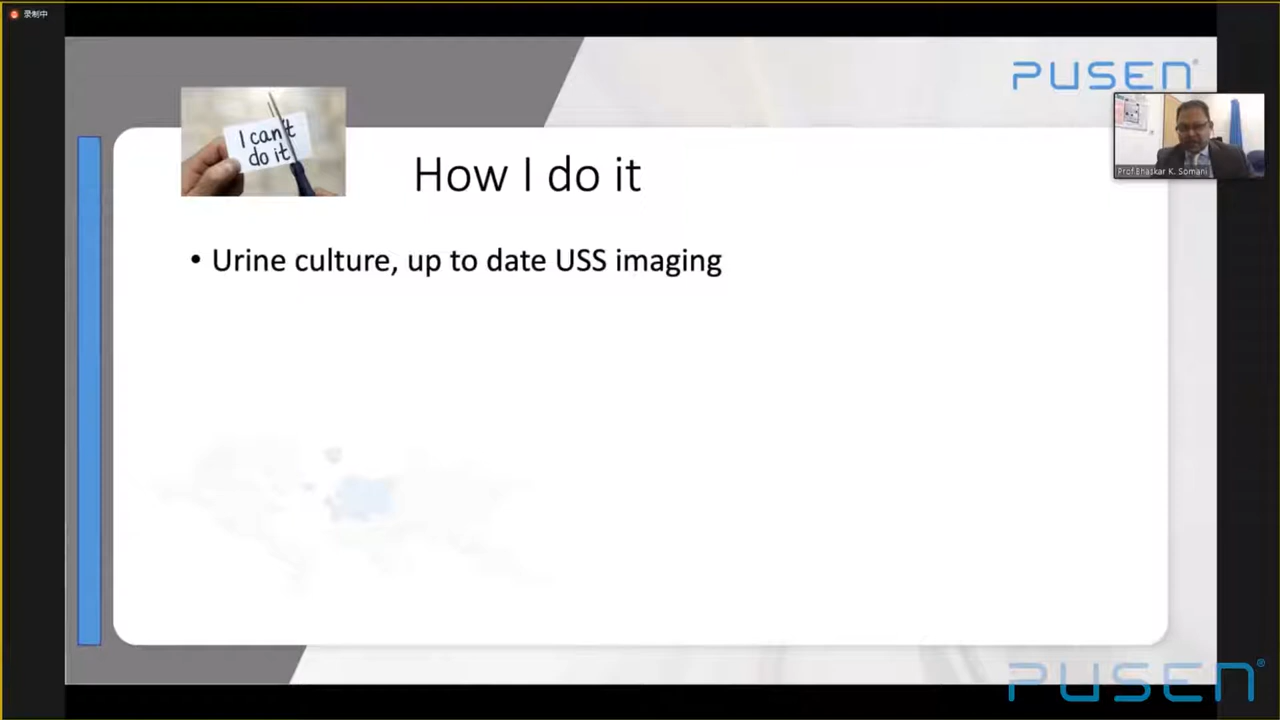 录制中
PUSEN®
I can't
do it
How I do it
Prof Bhaskar K. Somani
• Urine culture, up to date USS imaging
PUSEN®